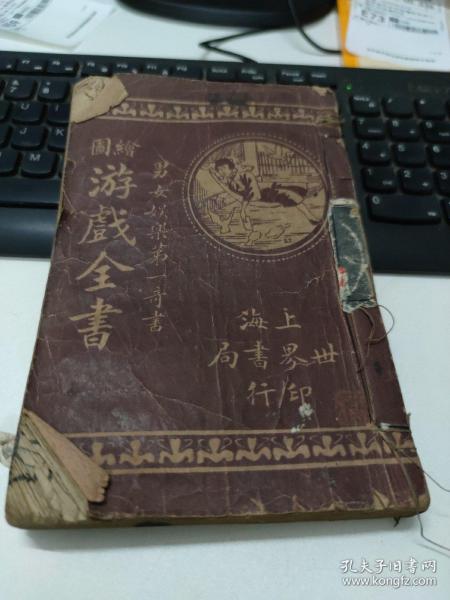 繪圖
游戲全書
男女娛樂第一奇書
上海
世界書局
印行
孔夫子旧书网
www.kongfz.com